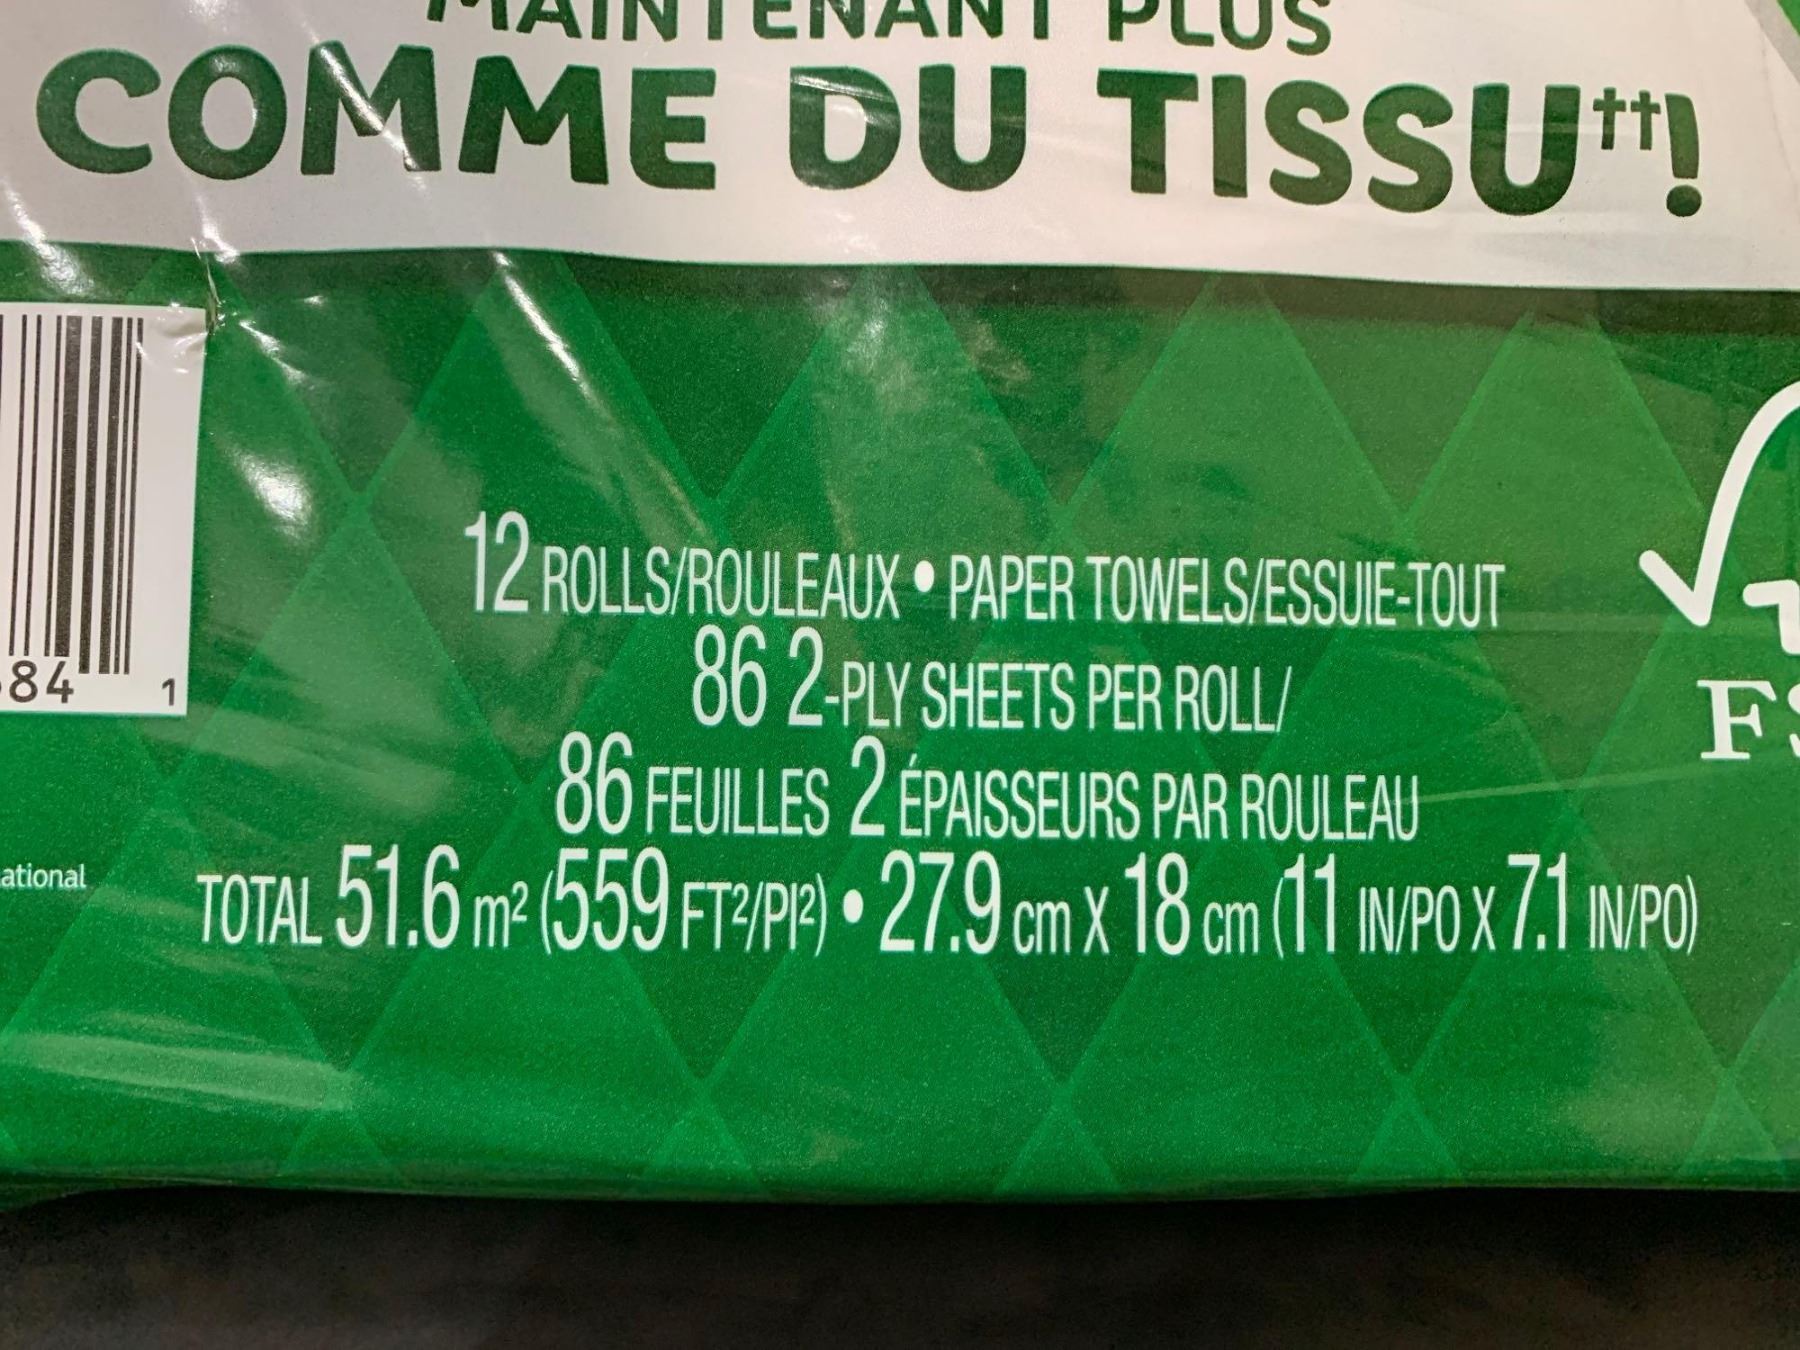 MAINTENANT PLUS
COMME DU TISSU††!
84 1
12 ROLLS/ROULEAUX • PAPER TOWELS/ESSUIE-TOUT
86 2-PLY SHEETS PER ROLL/
86 FEUILLES 2 ÉPAISSEURS PAR ROULEAU
TOTAL 51.6 m² (559 FT²/PI²) • 27.9 cm X 18 cm (11 IN/PO X 7.1 IN/PO)